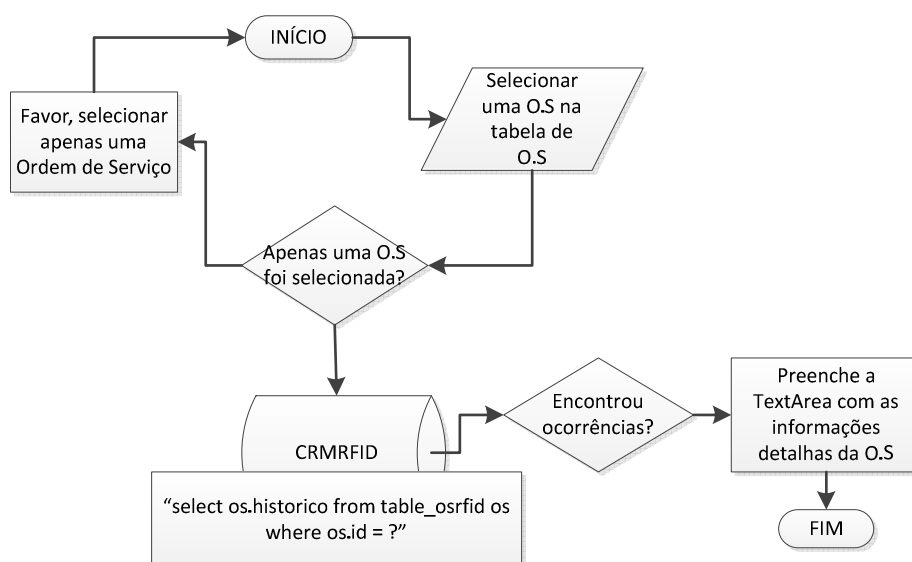 INÍCIO
Selecionar
uma O.S na
tabela de
O.S
Favor, selecionar
apenas uma
Ordem de Serviço
Apenas uma O.S
foi selecionada?
CRMRFID
“select os.historico from table_osrfid os
where os.id = ?”
Encontrou
ocorrências?
Preenche a
TextArea com as
informações
detalhas da O.S
FIM